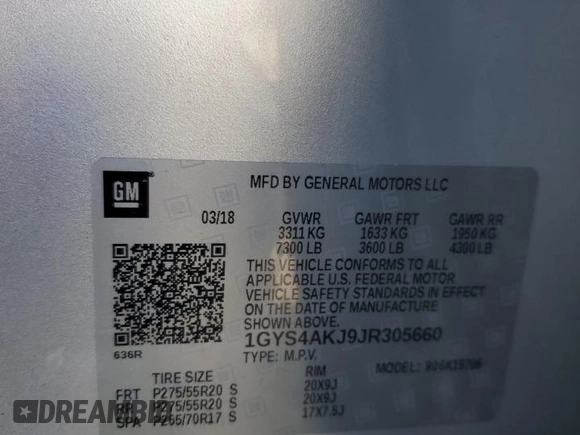 GM
MFD BY GENERAL MOTORS LLC
03/18 GVWR GAWR FRT GAWR RR
3311 KG 1633 KG 1950 KG
7300 LB 3600 LB 4300 LB
THIS VEHICLE CONFORMS TO ALL
APPLICABLE U.S. FEDERAL MOTOR
VEHICLE SAFETY STANDARDS IN EFFECT
ON THE DATE OF MANUFACTURE
SHOWN ABOVE.
636R
1GYS4AKJ9JR305660
TYPE: M.P.V. MODEL:
TIRE SIZE RIM
FRT P275/55R20 S 20X9J
RR P275/55R20 S 20X9J
SPA P265/70R17 S 17X7.5J
DREAMBID